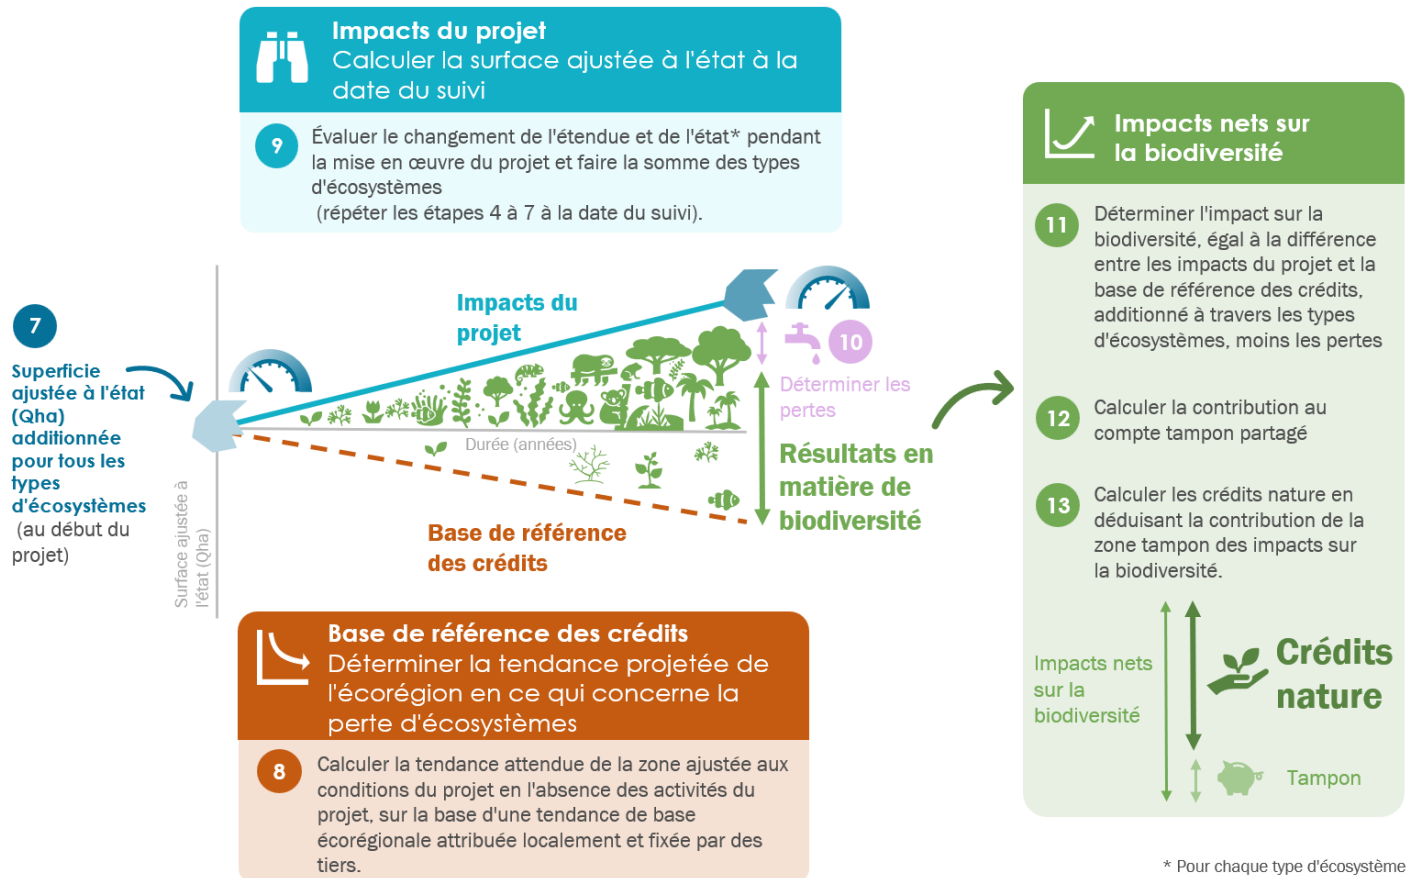 Impacts du projet
Calculer la surface ajustée à l'état à la
date du suivi
9
Évaluer le changement de l'étendue et de l'état* pendant
la mise en œuvre du projet et faire la somme des types
d'écosystèmes
(répéter les étapes 4 à 7 à la date du suivi).
7
Superficie
ajustée à l'état
(Qha)
additionnée
pour tous les
types
d'écosystèmes
(au début du
projet)
Surface ajustée à
l'état (Qha)
Impacts du
projet
Durée (années)
10
Déterminer les
pertes
Résultats en
matière de
biodiversité
Base de référence
des crédits
Base de référence des crédits
Déterminer la tendance projetée de
l'écorégion en ce qui concerne la
perte d'écosystèmes
8
Calculer la tendance attendue de la zone ajustée aux
conditions du projet en l'absence des activités du
projet, sur la base d'une tendance de base
écorégionale attribuée localement et fixée par des
tiers.
Impacts nets sur
la biodiversité
11
Déterminer l'impact sur la
biodiversité, égal à la différence
entre les impacts du projet et la
base de référence des crédits,
additionné à travers les types
d'écosystèmes, moins les pertes
12
Calculer la contribution au
compte tampon partagé
13
Calculer les crédits nature en
déduisant la contribution de la
zone tampon des impacts sur
la biodiversité.
Impacts nets
sur la
biodiversité
Crédits
nature
Tampon
* Pour chaque type d'écosystème